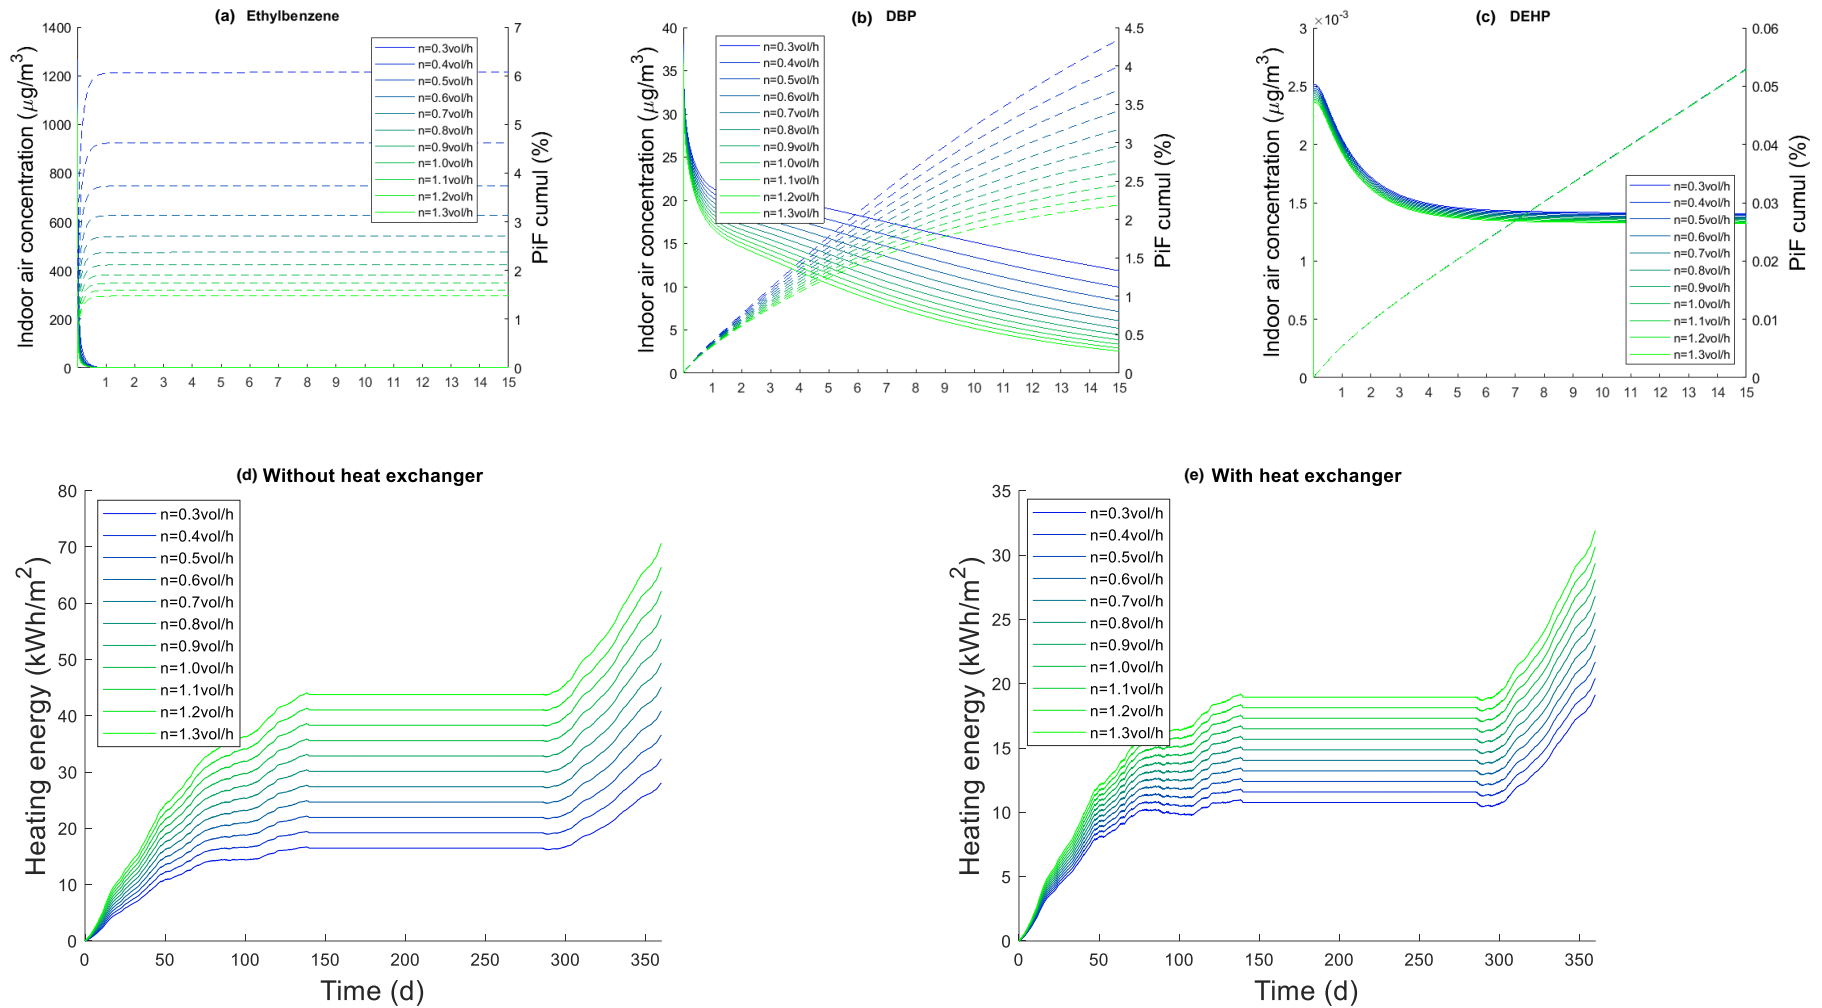 (a) Ethylbenzene
Indoor air concentration (μg/m³)
1400
1200
1000
800
600
400
200
0
n=0.3vol/h
n=0.4vol/h
n=0.5vol/h
n=0.6vol/h
n=0.7vol/h
n=0.8vol/h
n=0.9vol/h
n=1.0vol/h
n=1.1vol/h
n=1.2vol/h
n=1.3vol/h
7
6
5
4
3
2
1
0
PiF cumul (%)
1 2 3 4 5 6 7 8 9 10 11 12 13 14 15
(b) DBP
Indoor air concentration (μg/m³)
40
35
30
25
20
15
10
5
0
n=0.3vol/h
n=0.4vol/h
n=0.5vol/h
n=0.6vol/h
n=0.7vol/h
n=0.8vol/h
n=0.9vol/h
n=1.0vol/h
n=1.1vol/h
n=1.2vol/h
n=1.3vol/h
4.5
4
3.5
3
2.5
2
1.5
1
0.5
0
PiF cumul (%)
1 2 3 4 5 6 7 8 9 10 11 12 13 14 15
(c) DEHP
×10⁻³
Indoor air concentration (μg/m³)
3
2.5
2
1.5
1
0.5
0
n=0.3vol/h
n=0.4vol/h
n=0.5vol/h
n=0.6vol/h
n=0.7vol/h
n=0.8vol/h
n=0.9vol/h
n=1.0vol/h
n=1.1vol/h
n=1.2vol/h
n=1.3vol/h
0.06
0.05
0.04
0.03
0.02
0.01
0
PiF cumul (%)
1 2 3 4 5 6 7 8 9 10 11 12 13 14 15
(d) Without heat exchanger
Heating energy (kWh/m²)
80
70
60
50
40
30
20
10
0
n=0.3vol/h
n=0.4vol/h
n=0.5vol/h
n=0.6vol/h
n=0.7vol/h
n=0.8vol/h
n=0.9vol/h
n=1.0vol/h
n=1.1vol/h
n=1.2vol/h
n=1.3vol/h
0 50 100 150 200 250 300 350
Time (d)
(e) With heat exchanger
Heating energy (kWh/m²)
35
30
25
20
15
10
5
0
n=0.3vol/h
n=0.4vol/h
n=0.5vol/h
n=0.6vol/h
n=0.7vol/h
n=0.8vol/h
n=0.9vol/h
n=1.0vol/h
n=1.1vol/h
n=1.2vol/h
n=1.3vol/h
0 50 100 150 200 250 300 350
Time (d)